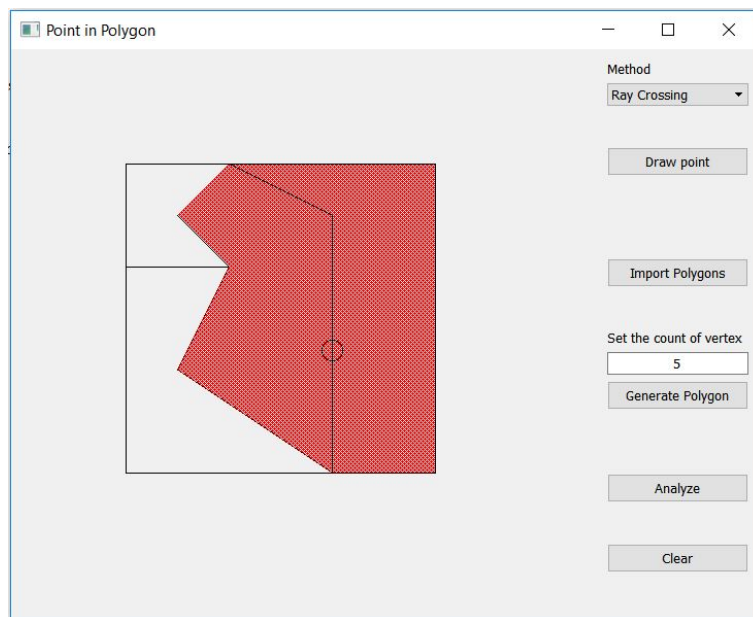 Point in Polygon
Method
Ray Crossing
Draw point
Import Polygons
Set the count of vertex
5
Generate Polygon
Analyze
Clear